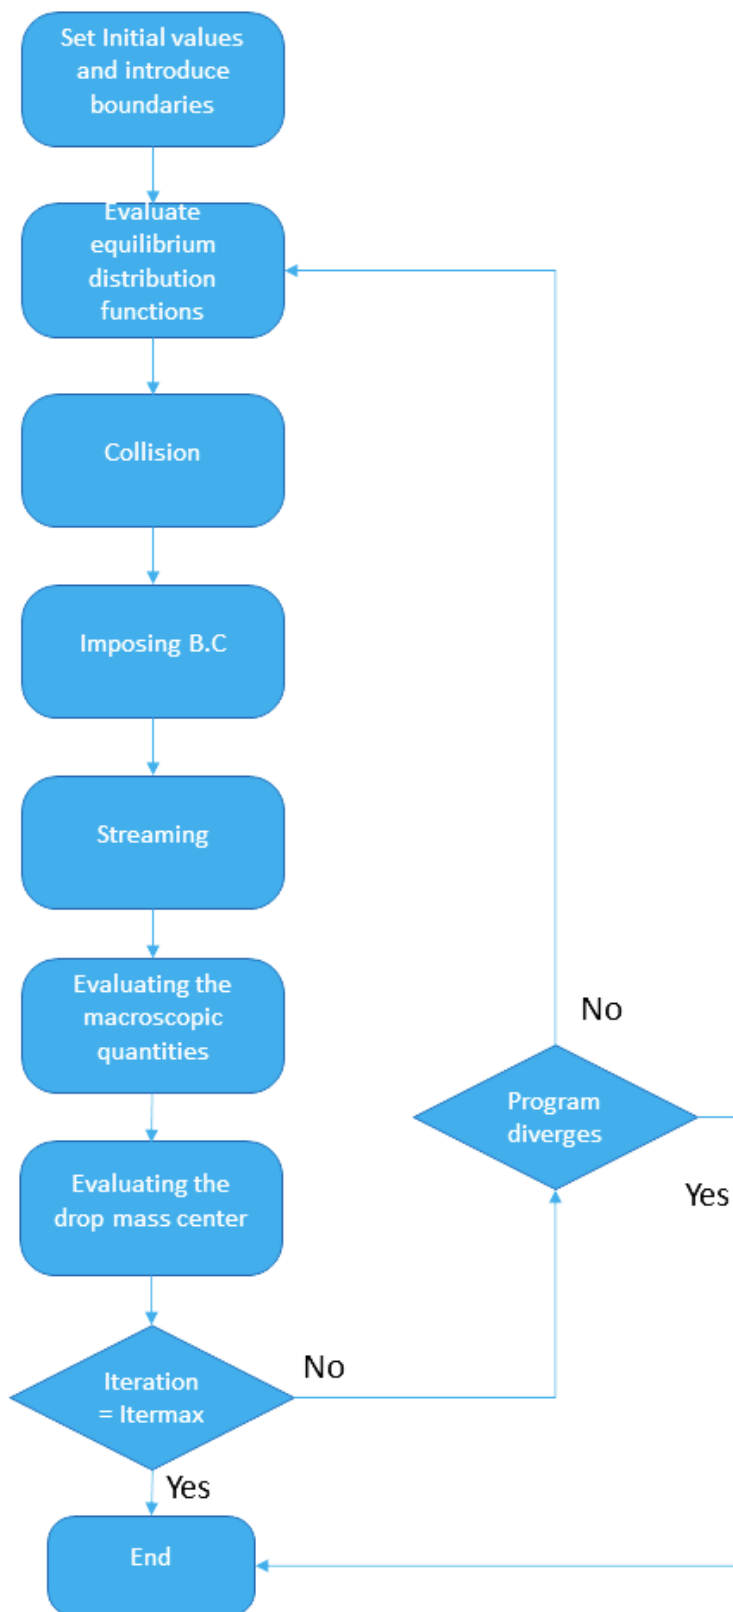 Set Initial values
and introduce
boundaries
Evaluate
equilibrium
distribution
functions
Collision
Imposing B.C
Streaming
Evaluating the
macroscopic
quantities
No
Program
diverges
Yes
Evaluating the
drop mass center
Iteration
= Itermax
No
Yes
End